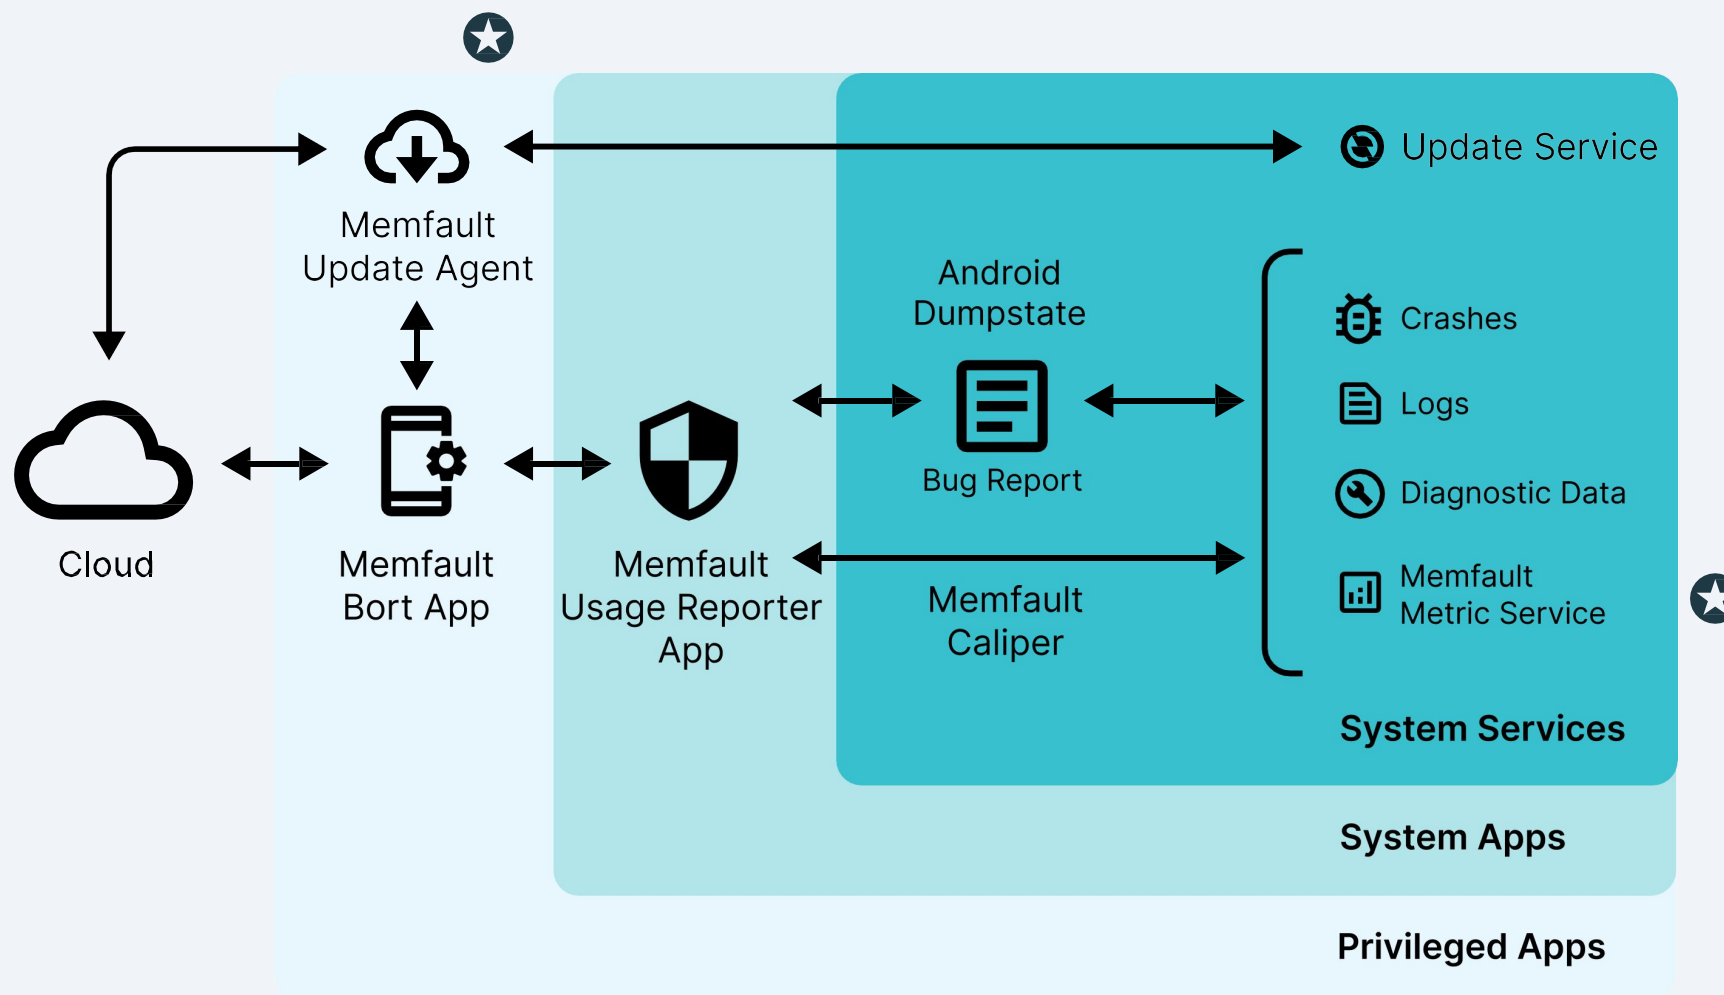 Update Service
Memfault
Update Agent
Android
Dumpstate
Crashes
Logs
Bug Report
Diagnostic Data
Cloud
Memfault
Bort App
Memfault
Usage Reporter
App
Memfault
Caliper
Memfault
Metric Service
System Services
System Apps
Privileged Apps